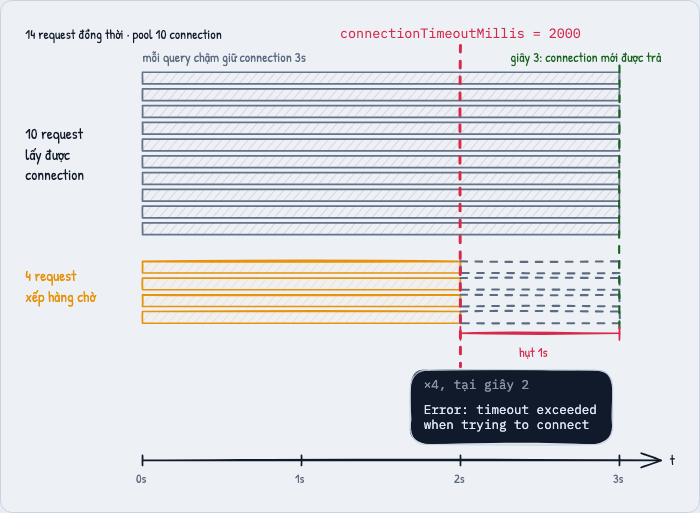 14 request đồng thời · pool 10 connection
connectionTimeoutMillis = 2000
mỗi query chậm giữ connection 3s
giây 3: connection mới được trả
10 request
lấy được
connection
4 request
xếp hàng chờ
hụt 1s
×4, tại giây 2
Error: timeout exceeded
when trying to connect
t
0s
1s
2s
3s